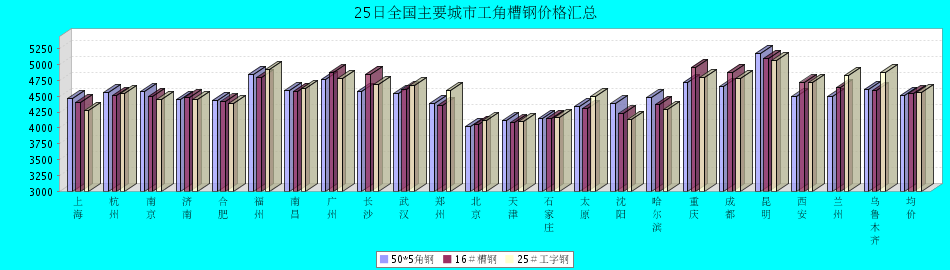 25日全国主要城市工角槽钢价格汇总
5250
5000
4750
4500
4250
4000
3750
3500
3250
3000
上海
杭州
南京
济南
合肥
福州
南昌
广州
长沙
武汉
郑州
北京
天津
石家庄
太原
沈阳
哈尔滨
重庆
成都
昆明
西安
兰州
乌鲁木齐
均价
50*5角钢 16#槽钢 25#工字钢